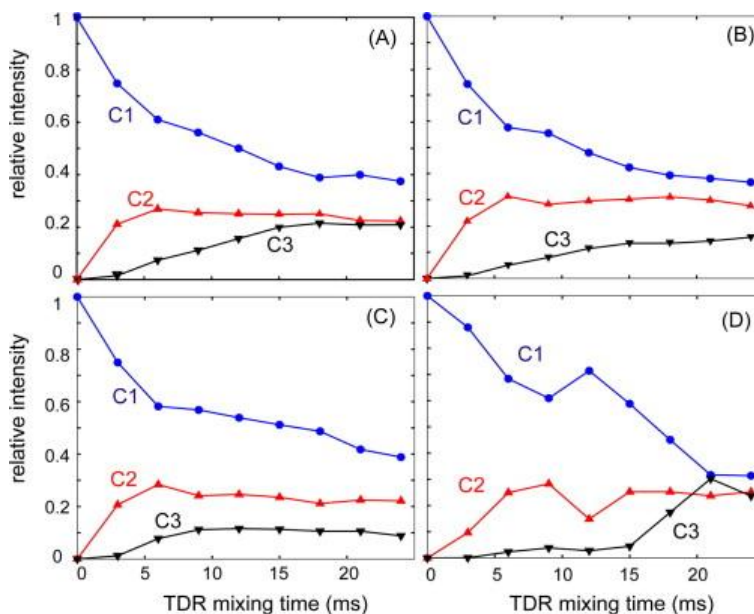 1
(A)
(B)
0.8
C1
C1
0.6
relative intensity
0.4
C2
C2
0.2
C3
C3
0
1
(C)
(D)
0.8
C1
C1
0.6
relative intensity
0.4
C2
C2
0.2
C3
C3
0
0 5 10 15 20 0 5 10 15 20
TDR mixing time (ms) TDR mixing time (ms)